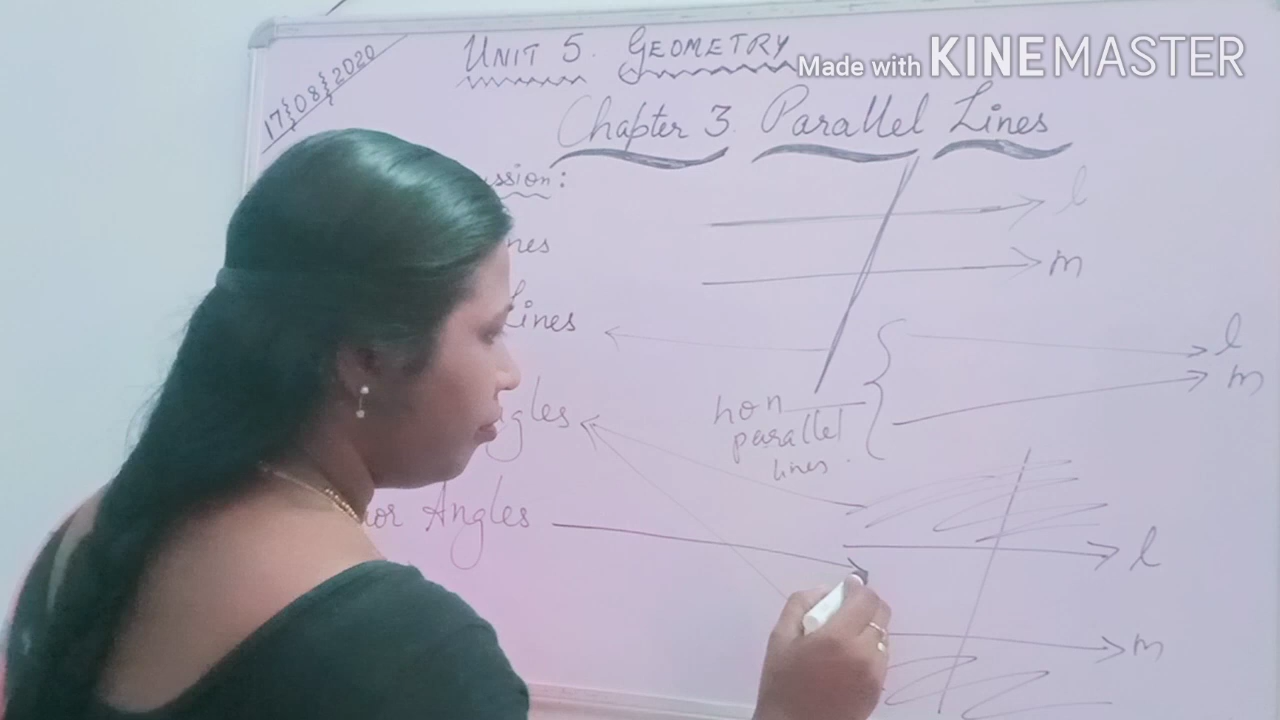 17/08/2020
UNIT 5. GEOMETRY
Made with KINEMASTER
Chapter 3. Parallel Lines
ssion:
l
nes
m
Lines
l
m
non
parallel
lines.
gles
or Angles
l
m